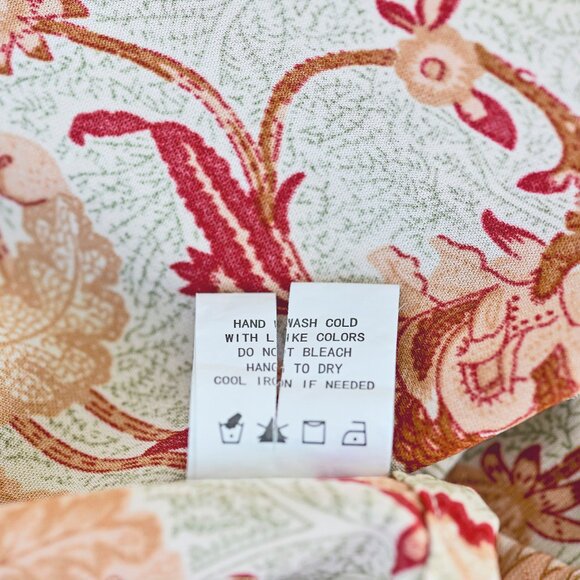 HAND WASH COLD
WITH LIKE COLORS
DO NOT BLEACH
HANG TO DRY
COOL IRON IF NEEDED